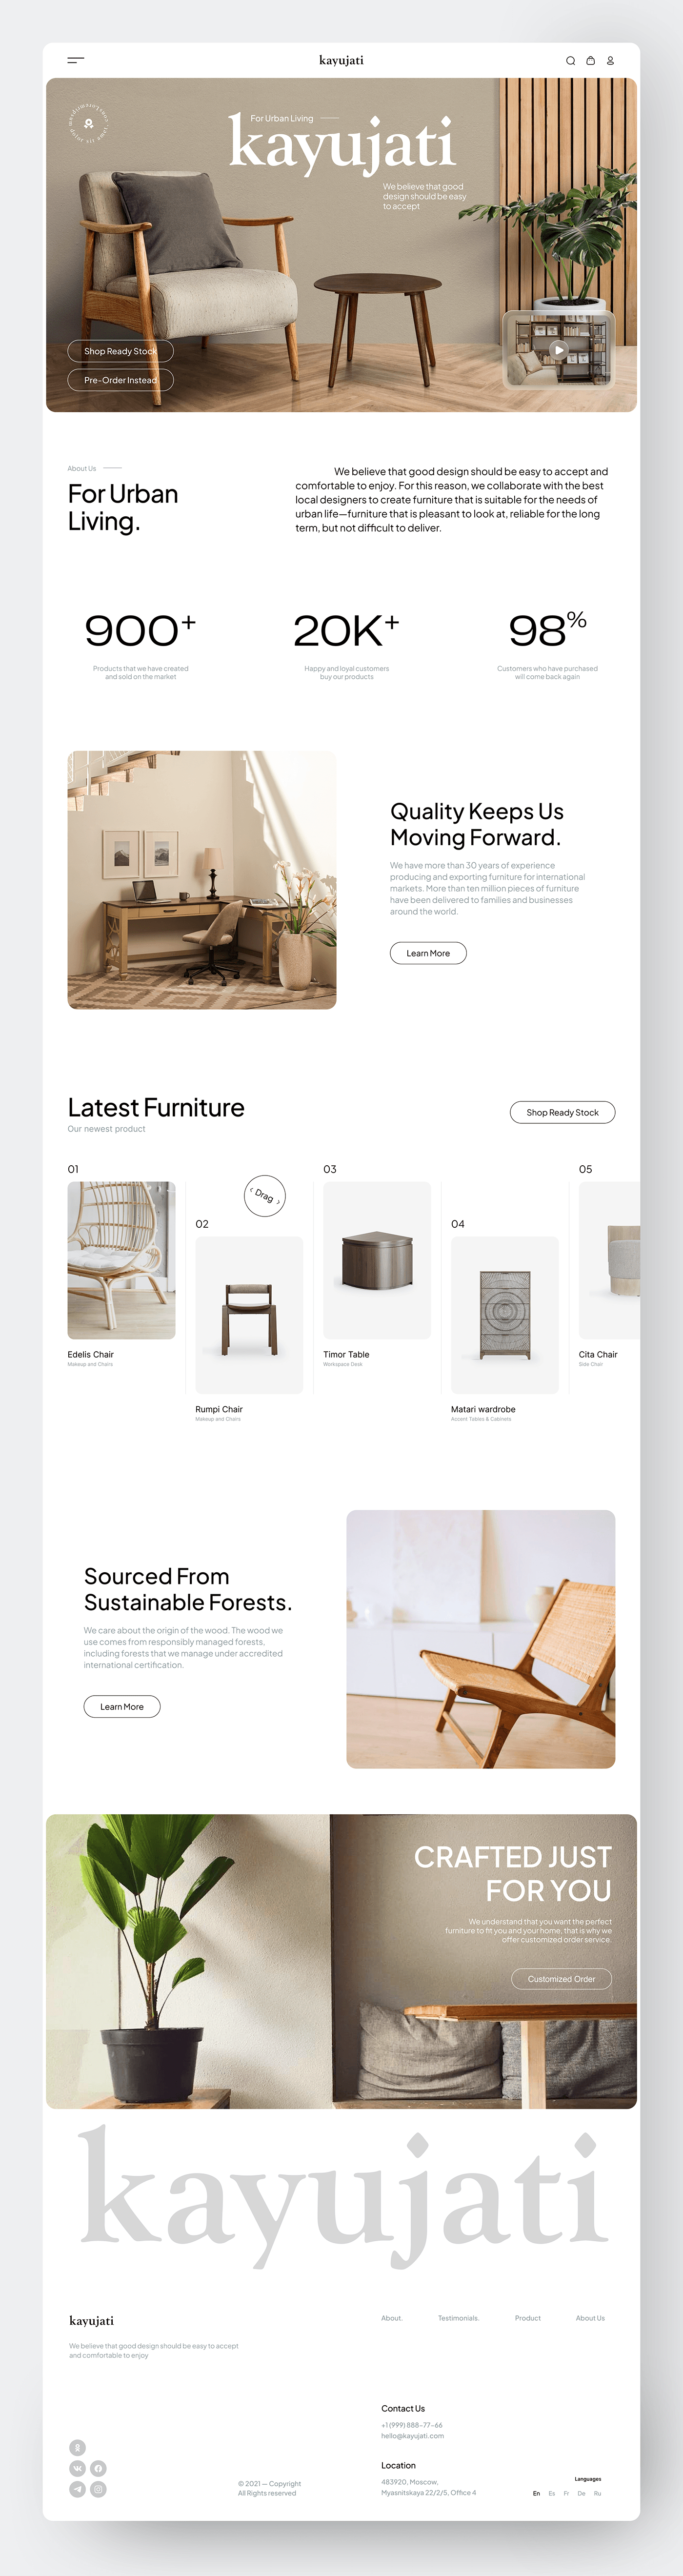 kayujati
For Urban Living
kayujati
We believe that good
design should be easy
to accept
Shop Ready Stock
Pre-Order Instead
About Us
For Urban
Living.
We believe that good design should be easy to accept and
comfortable to enjoy. For this reason, we collaborate with the best
local designers to create furniture that is suitable for the needs of
urban life—furniture that is pleasant to look at, reliable for the long
term, but not difficult to deliver.
900+
Products that we have created
and sold on the market
20K+
Happy and loyal customers
buy our products
98%
Customers who have purchased
will come back again
Quality Keeps Us
Moving Forward.
We have more than 30 years of experience
producing and exporting furniture for international
markets. More than ten million pieces of furniture
have been delivered to families and businesses
around the world.
Learn More
Latest Furniture
Our newest product
Shop Ready Stock
01
Edelis Chair
Makeup and Chairs
‹ Drag ›
02
Rumpi Chair
Makeup and Chairs
03
Timor Table
Workspace Desk
04
Matari wardrobe
Accent Tables & Cabinets
05
Cita Chair
Side Chair
Sourced From
Sustainable Forests.
We care about the origin of the wood. The wood we
use comes from responsibly managed forests,
including forests that we manage under accredited
international certification.
Learn More
CRAFTED JUST
FOR YOU
We understand that you want the perfect
furniture to fit you and your home, that is why we
offer customized order service.
Customized Order
kayujati
kayujati
We believe that good design should be easy to accept
and comfortable to enjoy
About.
Testimonials.
Product
About Us
Contact Us
+1 (999) 888-77-66
hello@kayujati.com
Location
483920, Moscow,
Myasnitskaya 22/2/5, Office 4
© 2021 — Copyright
All Rights reserved
Languages
En Es Fr De Ru